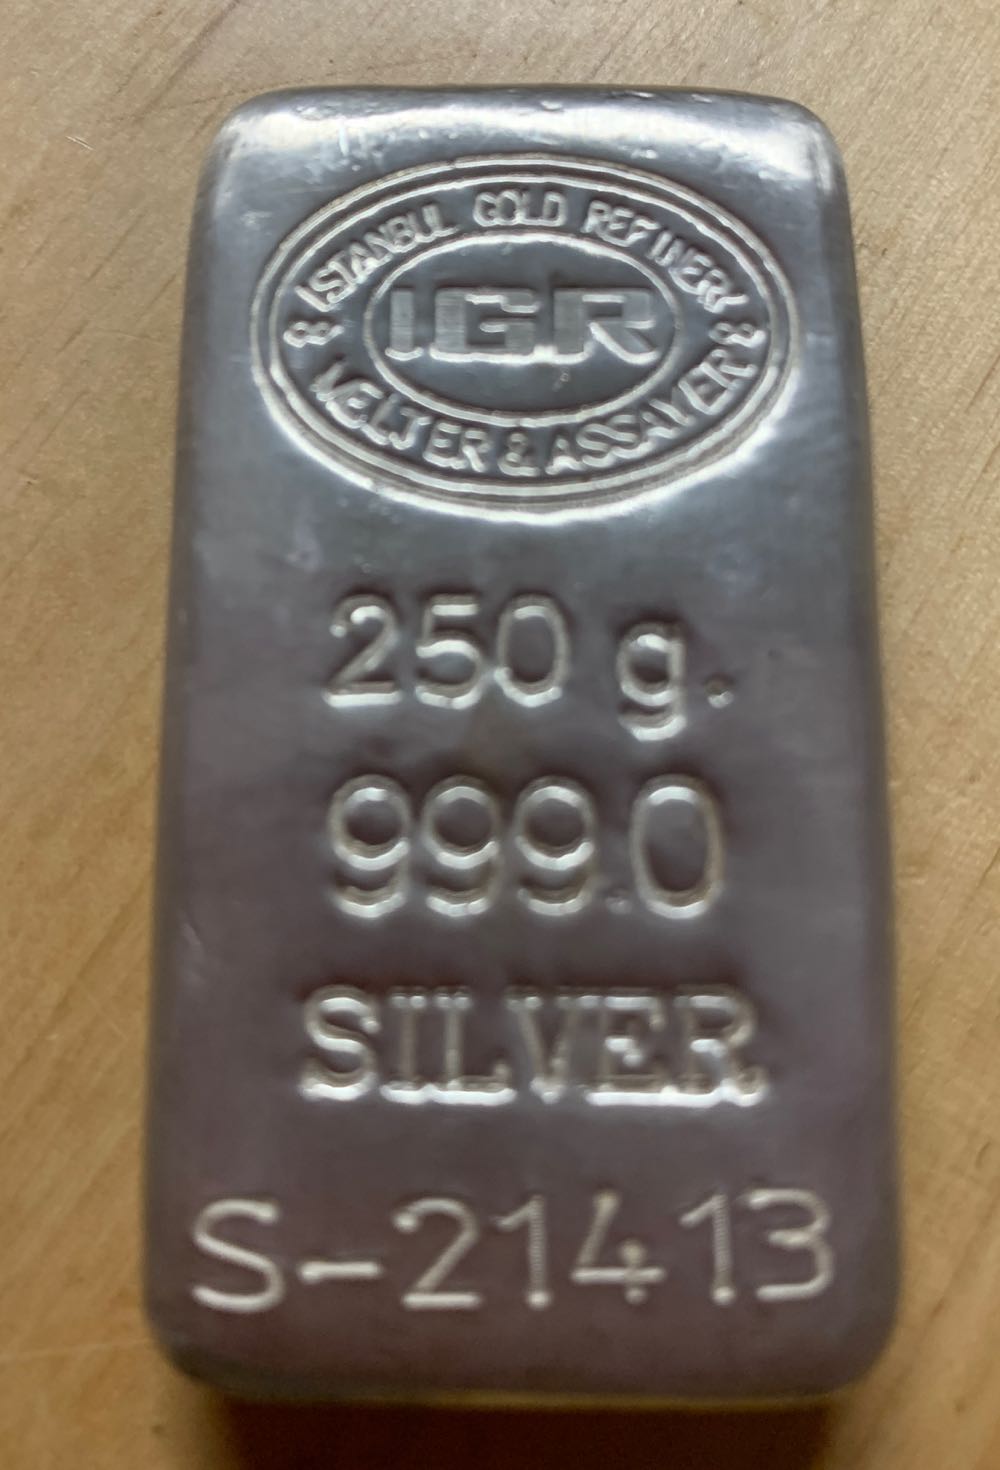 ISTANBUL GOLD REFINERY
IGR
MELTER & ASSAYER
250 g.
999.0
SILVER
S-21413